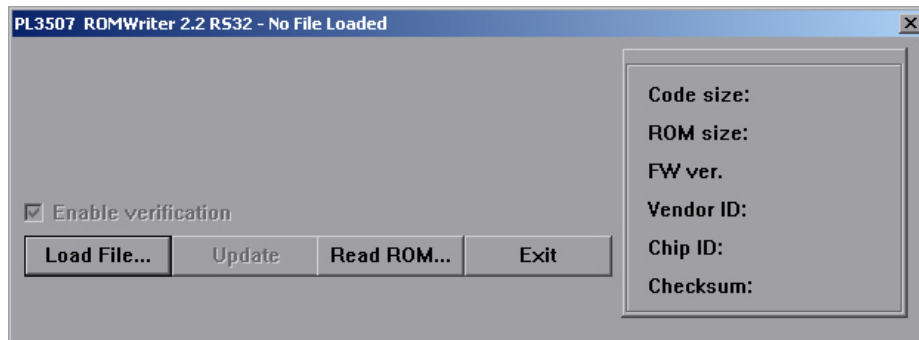 PL3507 ROMWriter 2.2 RS32 - No File Loaded
Code size:
ROM size:
FW ver.
Vendor ID:
Chip ID:
Checksum:
Enable verification
Load File... Update Read ROM... Exit